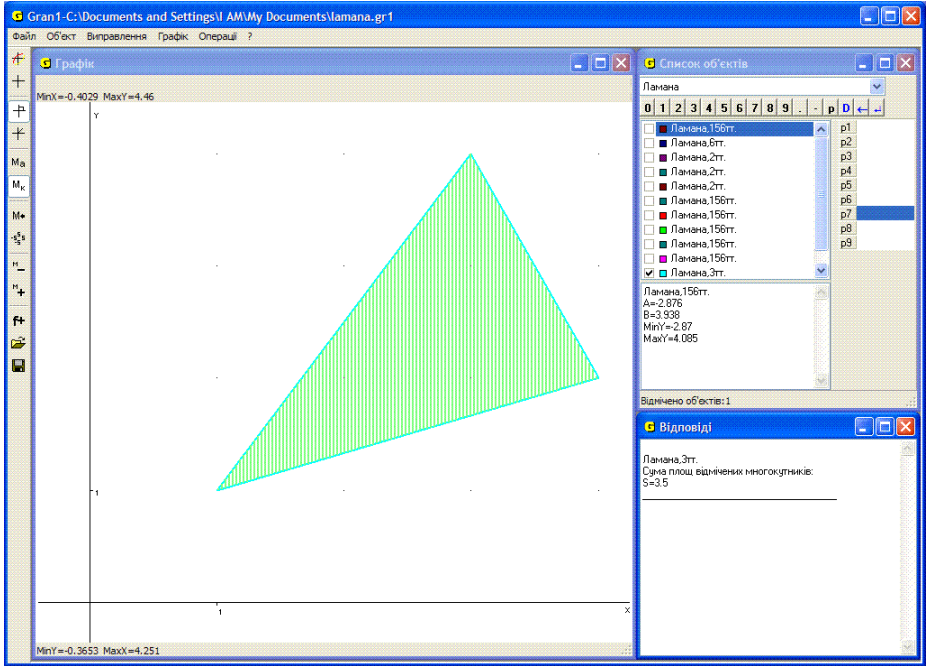 Gran1-C:\Documents and Settings\I AM\My Documents\lamana.gr1
Файл Об'єкт Виправлення Графік Операції ?
Графік
MinX=-0.4029 MaxY=4.46
Y
1
1
X
MinY=-0.3653 MaxX=4.251
Ma
Mк
M+
f+
Список об'єктів
Ламана
0 1 2 3 4 5 6 7 8 9 . - p D ← ↲
Ламана,156тт.
Ламана,6тт.
Ламана,2тт.
Ламана,2тт.
Ламана,2тт.
Ламана,156тт.
Ламана,156тт.
Ламана,156тт.
Ламана,156тт.
Ламана,156тт.
Ламана,3тт.
p1
p2
p3
p4
p5
p6
p7
p8
p9
Ламана,156тт.
A=-2.876
B=3.938
MinY=-2.87
MaxY=4.085
Відмічено об'єктів:1
Відповіді
Ламана,3тт.
Сума площ відмічених многокутників:
S=3.5